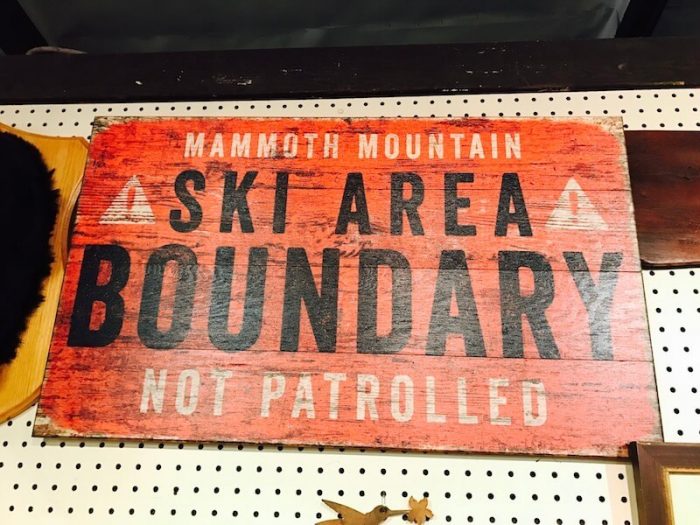 MAMMOTH MOUNTAIN
SKI AREA
BOUNDARY
NOT PATROLLED